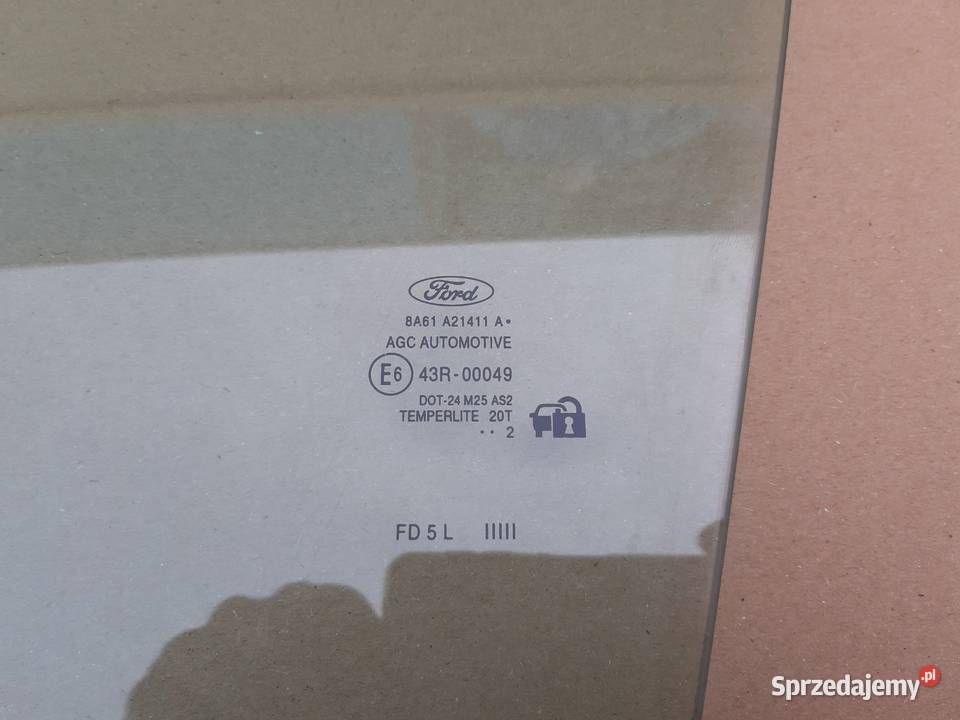 Ford
8A61 A21411 A•
AGC AUTOMOTIVE
E6 43R-00049
DOT-24 M25 AS2
TEMPERLITE 20T
·· 2
FD 5 L IIIII
Sprzedajemy.pl